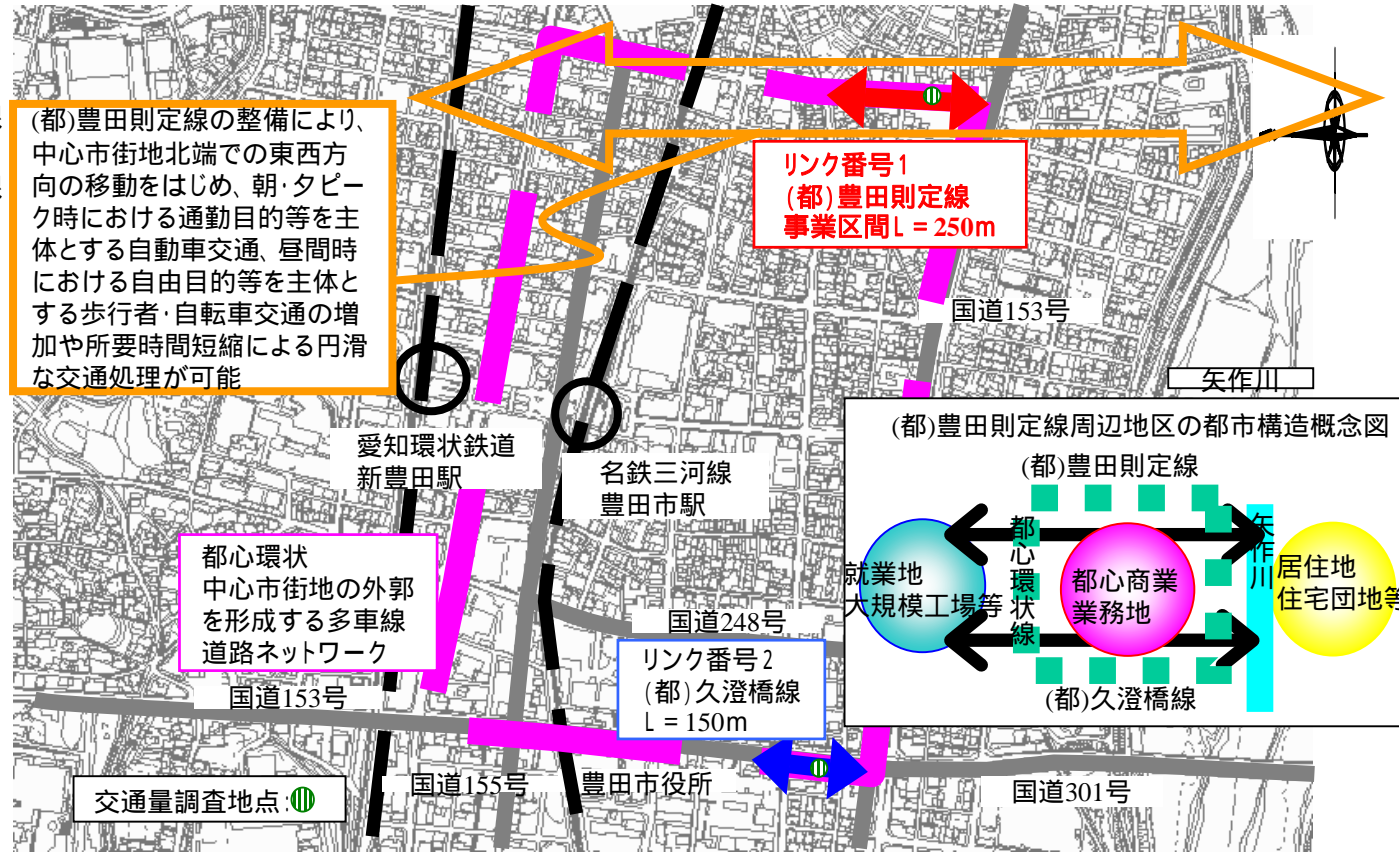 (都)豊田則定線の整備により、
中心市街地北端での東西方
向の移動をはじめ、朝・夕ピー
ク時における通勤目的等を主
体とする自動車交通、昼間時
における自由目的等を主体と
する歩行者・自転車交通の増
加や所要時間短縮による円滑
な交通処理が可能
リンク番号1
(都)豊田則定線
事業区間L = 250m
国道153号
矢作川
愛知環状鉄道
新豊田駅
名鉄三河線
豊田市駅
都心環状
中心市街地の外郭
を形成する多車線
道路ネットワーク
国道248号
リンク番号2
(都)久澄橋線
L = 150m
国道153号
国道155号
豊田市役所
国道301号
交通量調査地点:
(都)豊田則定線周辺地区の都市構造概念図
(都)豊田則定線
都心環状線
矢作川
就業地
大規模工場等
都心商業
業務地
居住地
住宅団地等
(都)久澄橋線